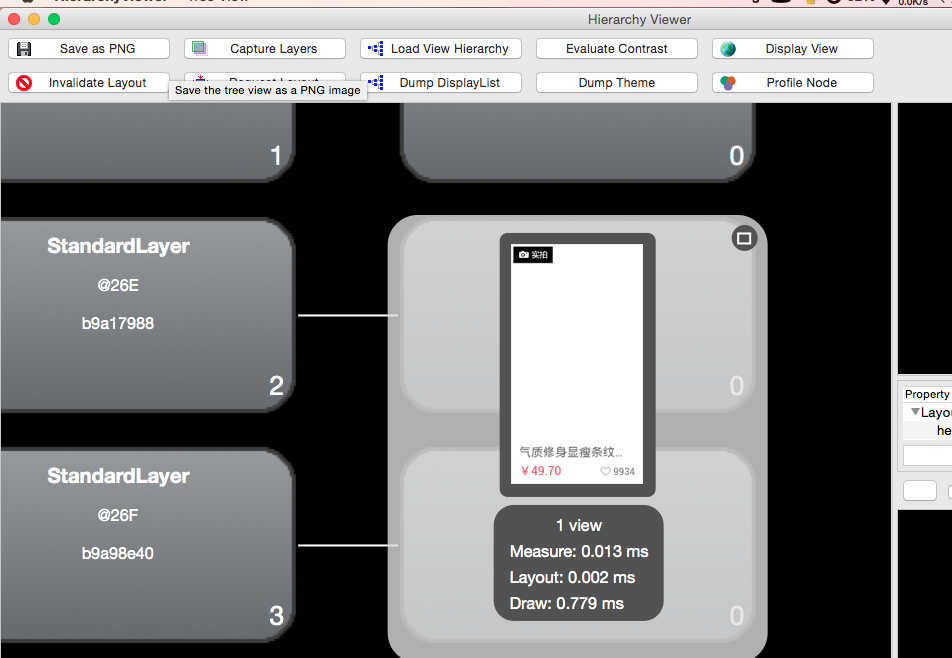 Hierarchy Viewer
Save as PNG
Capture Layers
Load View Hierarchy
Evaluate Contrast
Display View
Invalidate Layout
Request Layout
Dump DisplayList
Dump Theme
Profile Node
Save the tree view as a PNG image
1
0
StandardLayer
@26E
b9a17988
2
0
实拍
气质修身显瘦条纹...
￥49.70
9934
StandardLayer
@26F
b9a98e40
3
0
1 view
Measure: 0.013 ms
Layout: 0.002 ms
Draw: 0.779 ms
Property